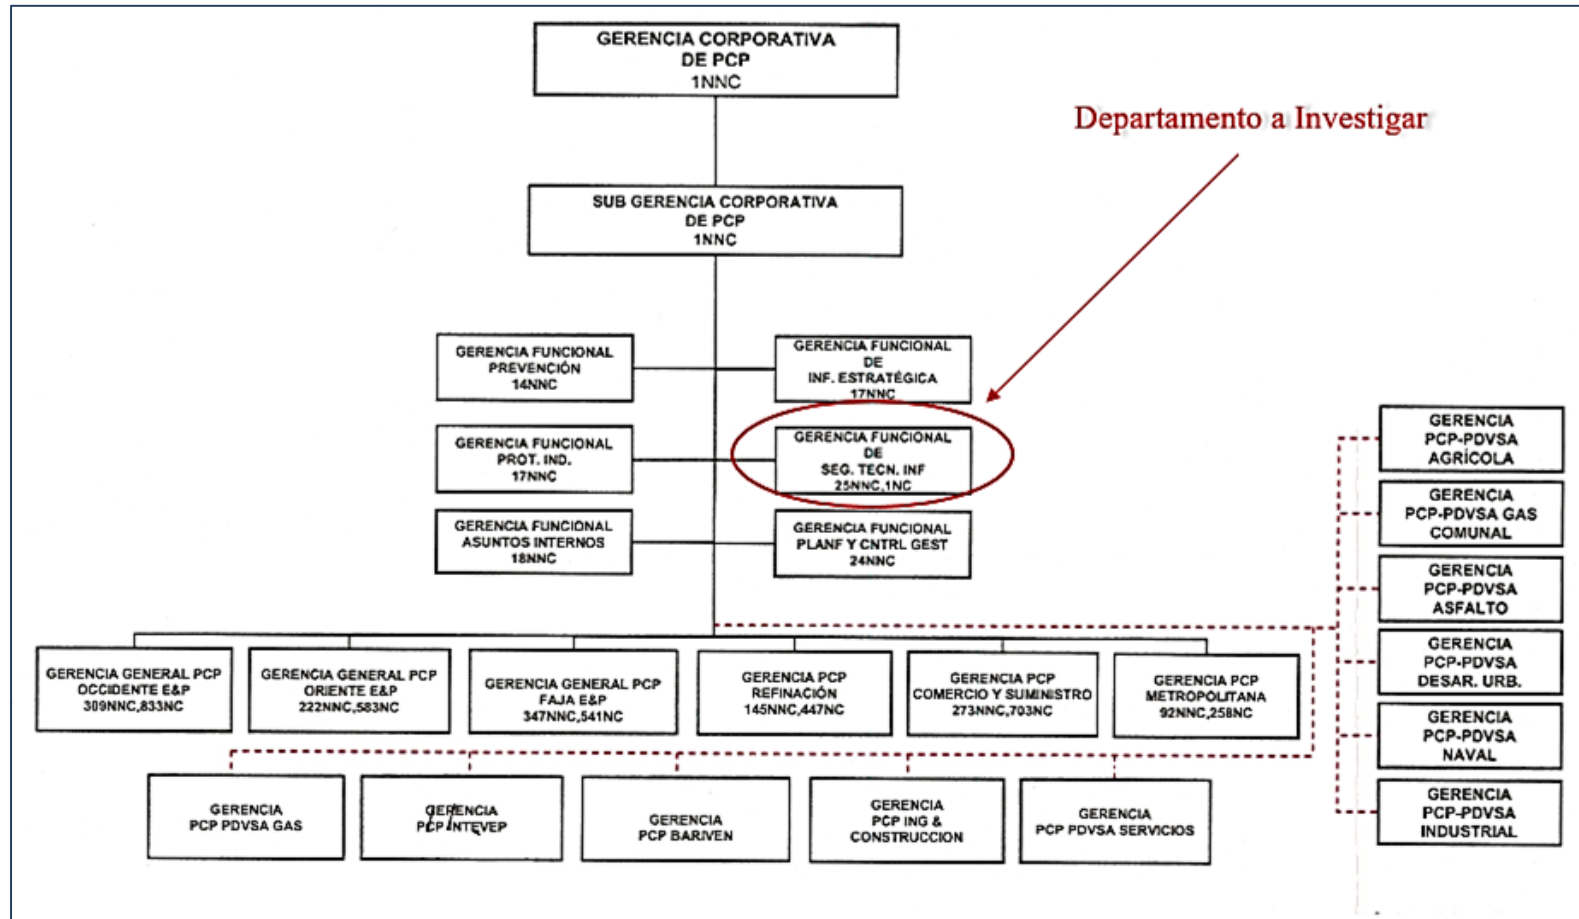 GERENCIA CORPORATIVA
DE PCP
1NNC
Departamento a Investigar
SUB GERENCIA CORPORATIVA
DE PCP
1NNC
GERENCIA FUNCIONAL
PREVENCIÓN
14NNC
GERENCIA FUNCIONAL
DE
INF. ESTRATÉGICA
17NNC
GERENCIA FUNCIONAL
PROT. IND.
17NNC
GERENCIA FUNCIONAL
DE
SEG. TECN. INF
25NNC,1NC
GERENCIA FUNCIONAL
ASUNTOS INTERNOS
18NNC
GERENCIA FUNCIONAL
PLANF Y CNTRL GEST
24NNC
GERENCIA
PCP-PDVSA
AGRÍCOLA
GERENCIA
PCP-PDVSA GAS
COMUNAL
GERENCIA
PCP-PDVSA
ASFALTO
GERENCIA
PCP-PDVSA
DESAR. URB.
GERENCIA
PCP-PDVSA
NAVAL
GERENCIA
PCP-PDVSA
INDUSTRIAL
GERENCIA GENERAL PCP
OCCIDENTE E&P
309NNC,833NC
GERENCIA GENERAL PCP
ORIENTE E&P
222NNC,583NC
GERENCIA GENERAL PCP
FAJA E&P
347NNC,541NC
GERENCIA PCP
REFINACIÓN
145NNC,447NC
GERENCIA PCP
COMERCIO Y SUMINISTRO
273NNC,703NC
GERENCIA PCP
METROPOLITANA
92NNC,258NC
GERENCIA
PCP PDVSA GAS
GERENCIA
PCP INTEVEP
GERENCIA
PCP BARIVEN
GERENCIA
PCP ING &
CONSTRUCCION
GERENCIA
PCP PDVSA SERVICIOS